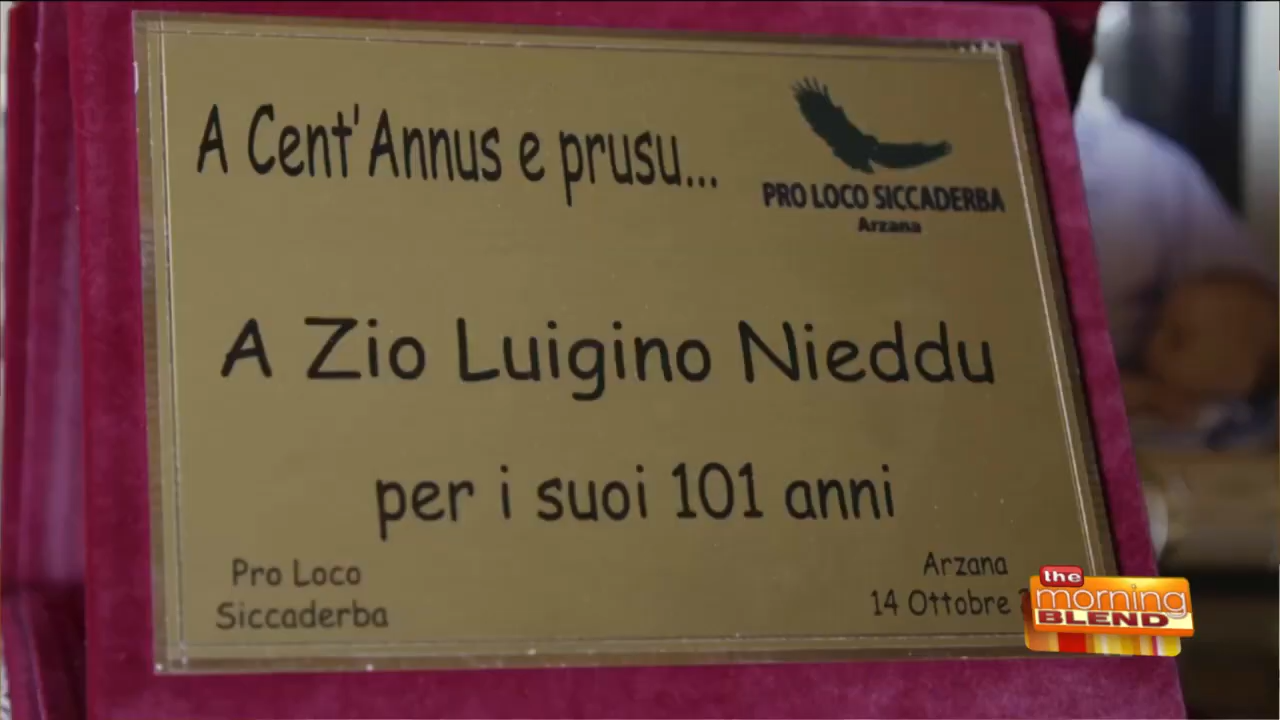 A Cent'Annus e prusu...
PRO LOCO SICCADERBA
Arzana
A Zio Luigino Nieddu
per i suoi 101 anni
Pro Loco
Siccaderba
Arzana
14 Ottobre
the
morning
BLEND